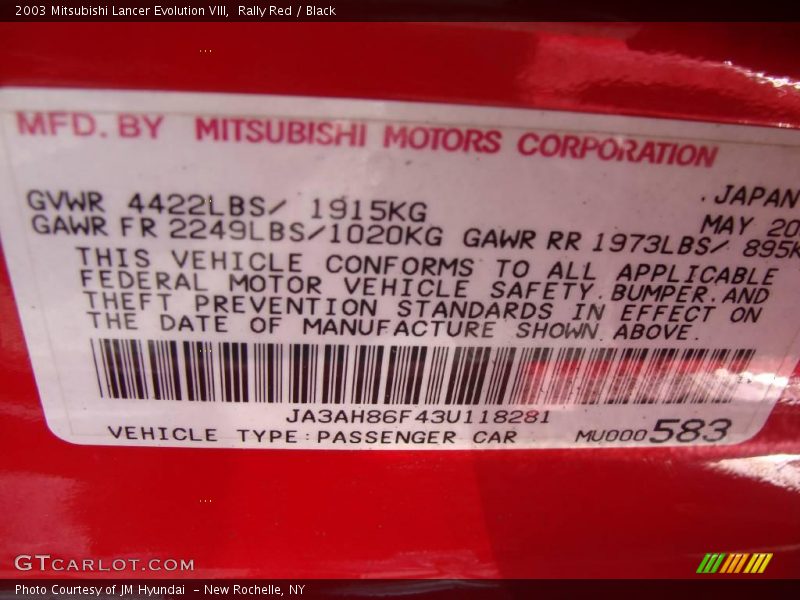 2003 Mitsubishi Lancer Evolution VIII,  Rally Red / Black
MFD. BY MITSUBISHI MOTORS CORPORATION
.JAPAN
GVWR 4422LBS/ 1915KG
MAY 20
GAWR FR 2249LBS/1020KG GAWR RR 1973LBS/ 895K
THIS VEHICLE CONFORMS TO ALL APPLICABLE
FEDERAL MOTOR VEHICLE SAFETY.BUMPER.AND
THEFT PREVENTION STANDARDS IN EFFECT ON
THE DATE OF MANUFACTURE SHOWN ABOVE.
JA3AH86F43U118281
VEHICLE TYPE:PASSENGER CAR MU000583
GTCARLOT.COM
Photo Courtesy of JM Hyundai  - New Rochelle, NY